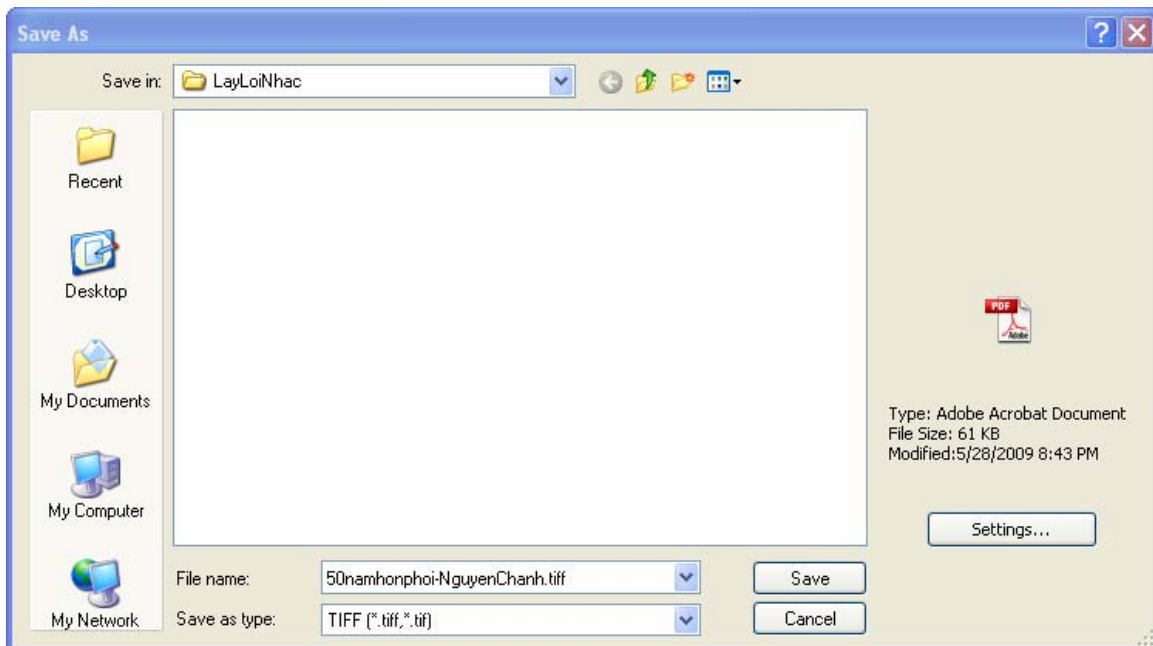 Save As
Save in:
LayLoiNhac
Recent
Desktop
My Documents
My Computer
My Network
PDF
Adobe
Type: Adobe Acrobat Document
File Size: 61 KB
Modified:5/28/2009 8:43 PM
Settings...
File name:
50namhonphoi-NguyenChanh.tiff
Save
Save as type:
TIFF (*.tiff,*.tif)
Cancel